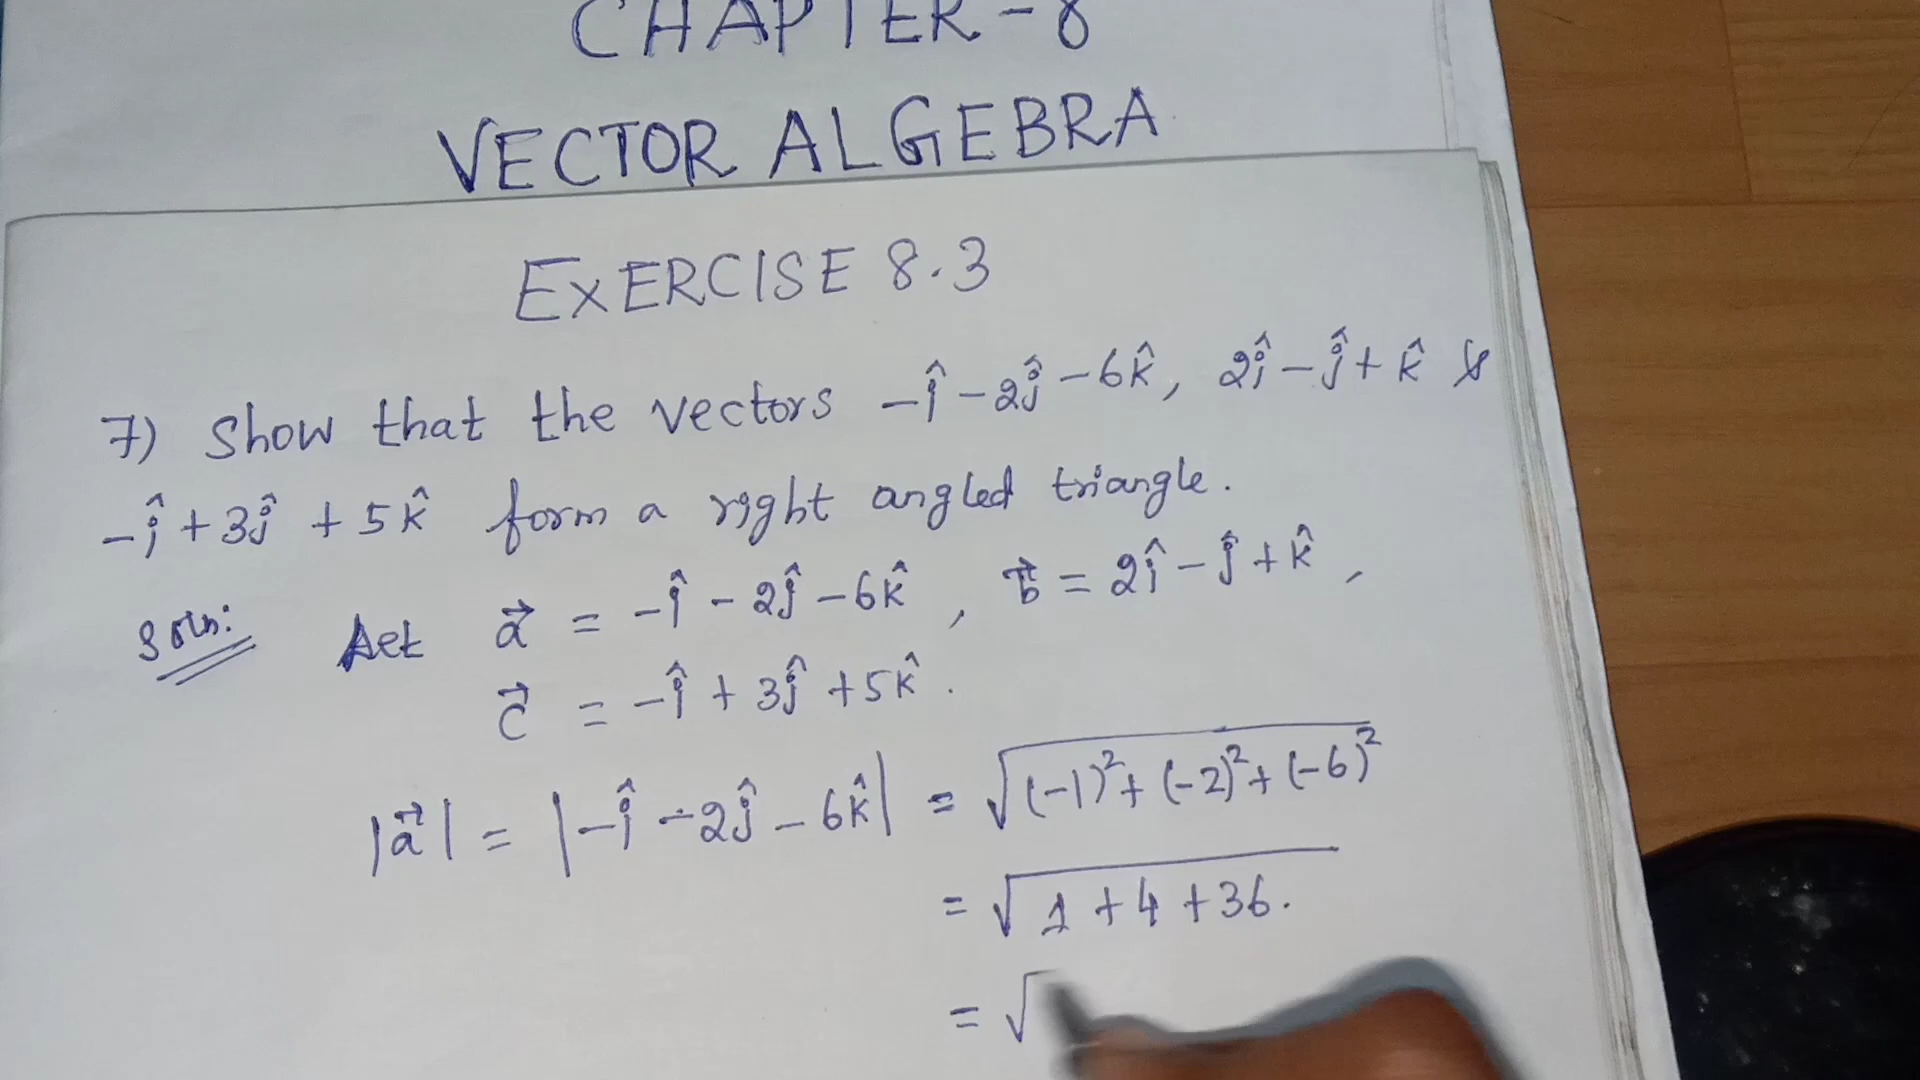 CHAPTER - 8
VECTOR ALGEBRA
EXERCISE 8.3
7) Show that the vectors -î - 2ĵ - 6k̂, 2î - ĵ + k̂ &
-î + 3ĵ + 5k̂ form a right angled triangle.
Soln: Let a⃗ = -î - 2ĵ - 6k̂, b⃗ = 2î - ĵ + k̂,
c⃗ = -î + 3ĵ + 5k̂.
|a⃗| = |-î - 2ĵ - 6k̂| = √((-1)² + (-2)² + (-6)²)
= √(1 + 4 + 36.)
= √